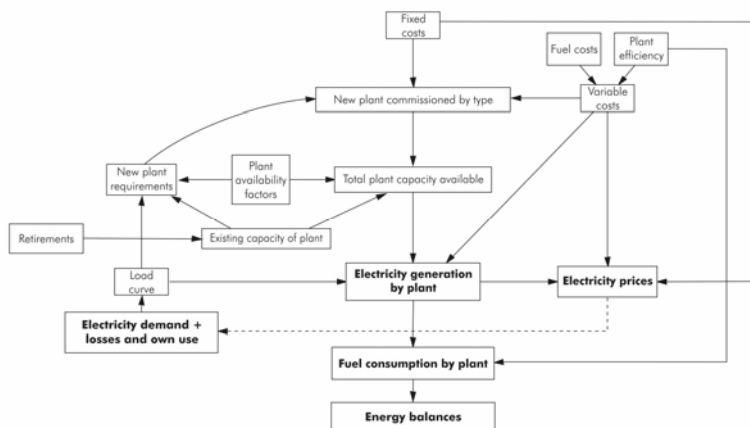 Fixed
costs
Fuel costs
Plant
efficiency
New plant commissioned by type
Variable
costs
New plant
requirements
Plant
availability
factors
Total plant capacity available
Retirements
Existing capacity of plant
Load
curve
Electricity generation
by plant
Electricity prices
Electricity demand +
losses and own use
Fuel consumption by plant
Energy balances